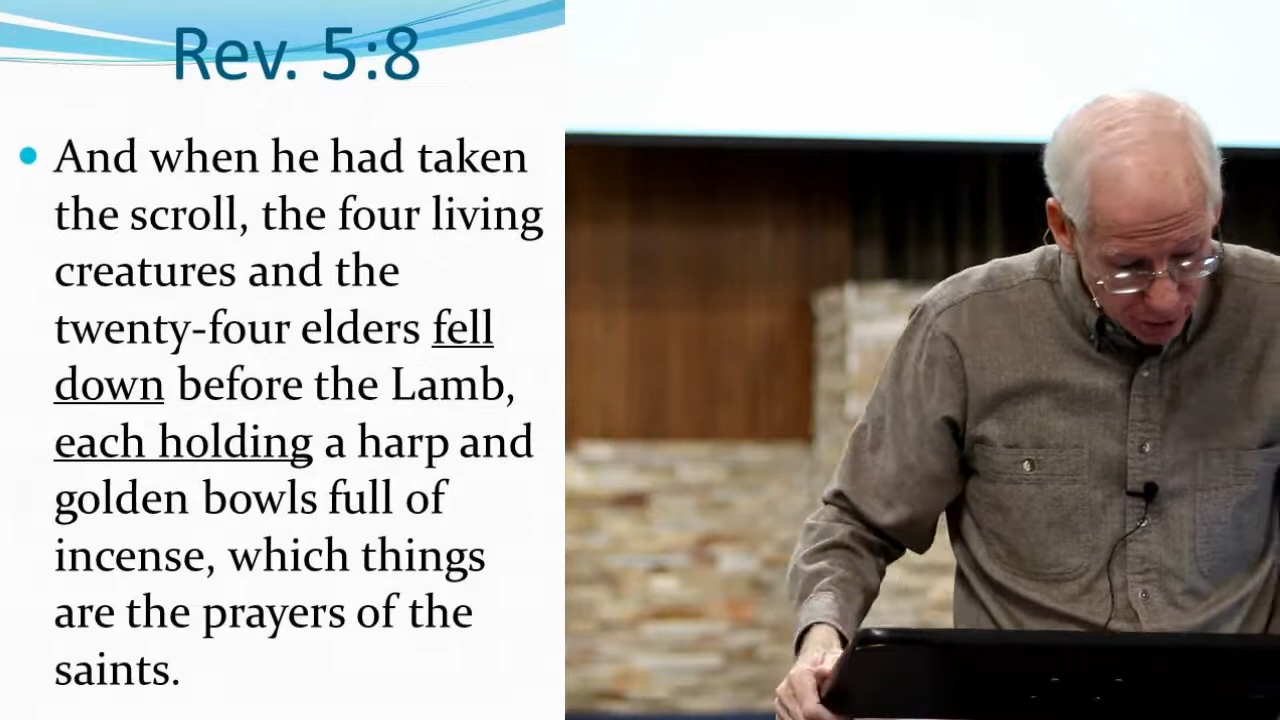 Rev. 5:8
• And when he had taken
the scroll, the four living
creatures and the
twenty-four elders fell
down before the Lamb,
each holding a harp and
golden bowls full of
incense, which things
are the prayers of the
saints.